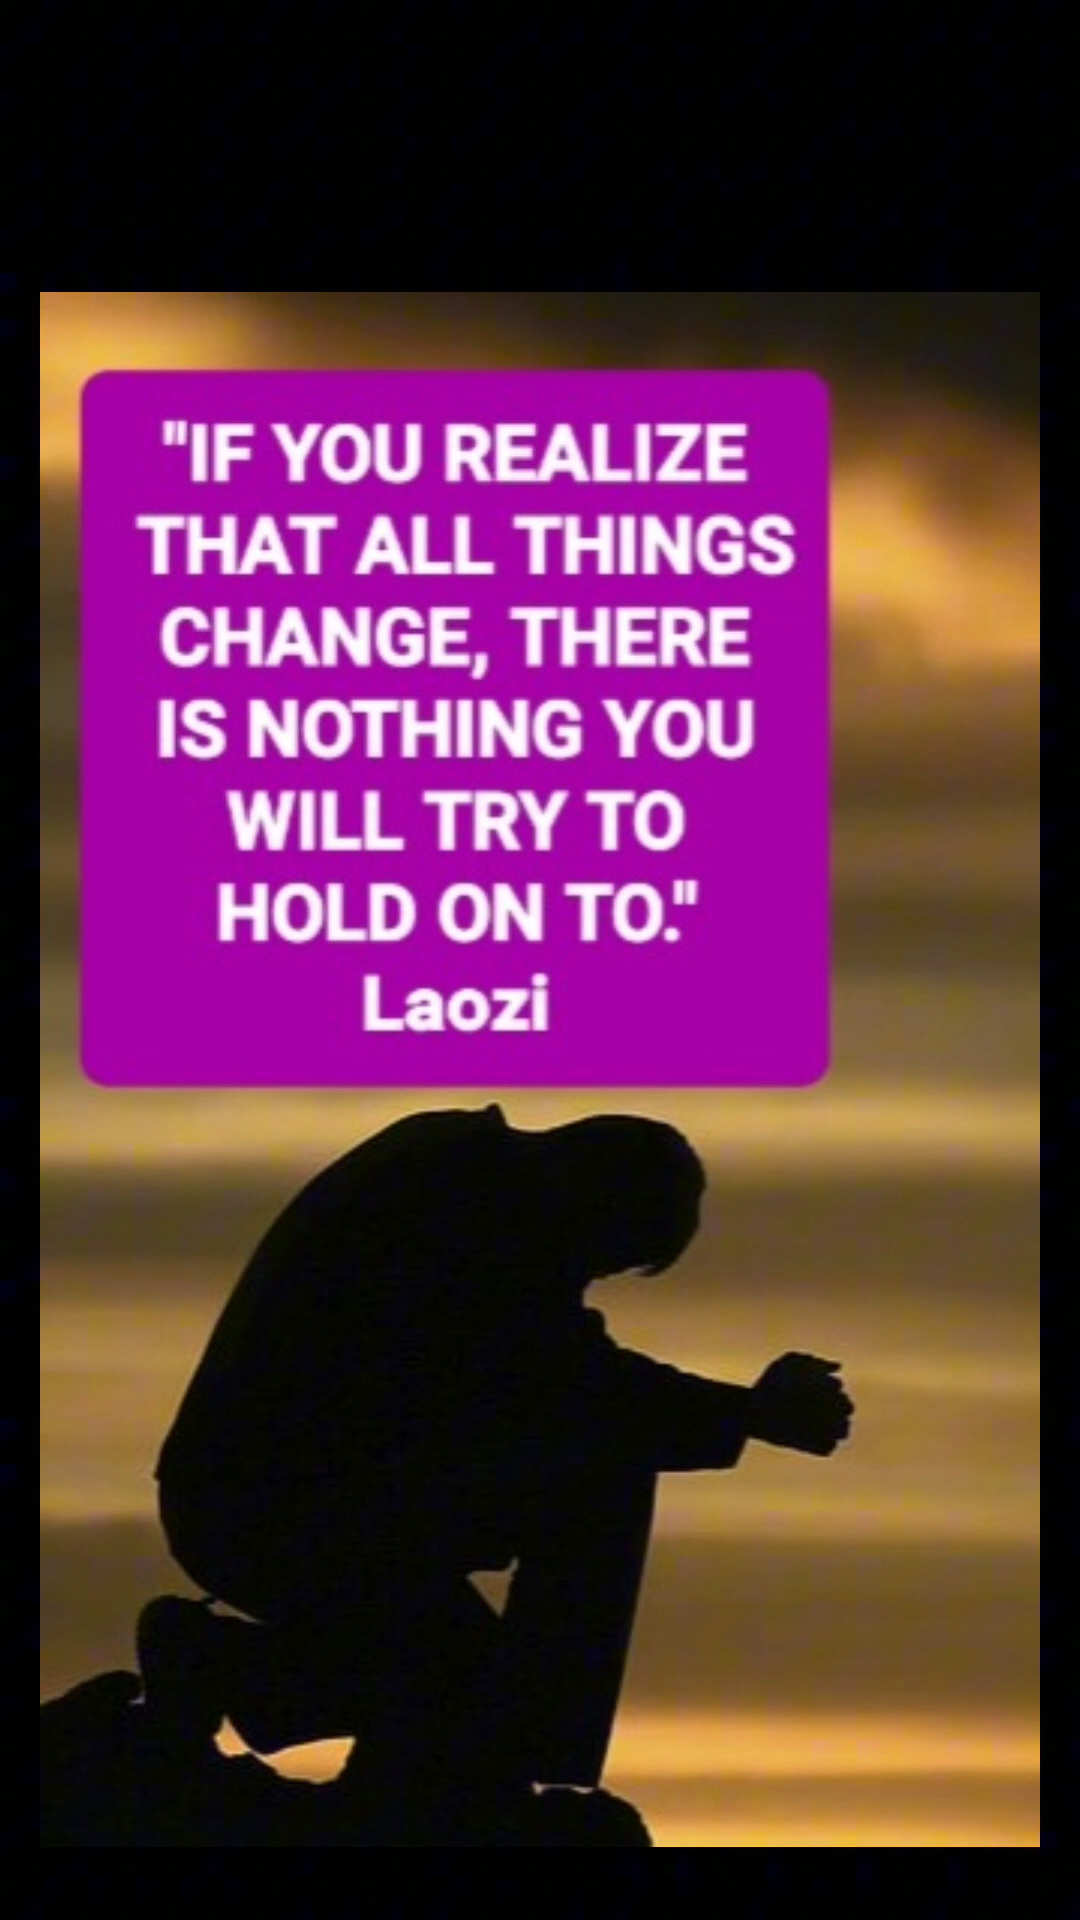 "IF YOU REALIZE
THAT ALL THINGS
CHANGE, THERE
IS NOTHING YOU
WILL TRY TO
HOLD ON TO."
Laozi